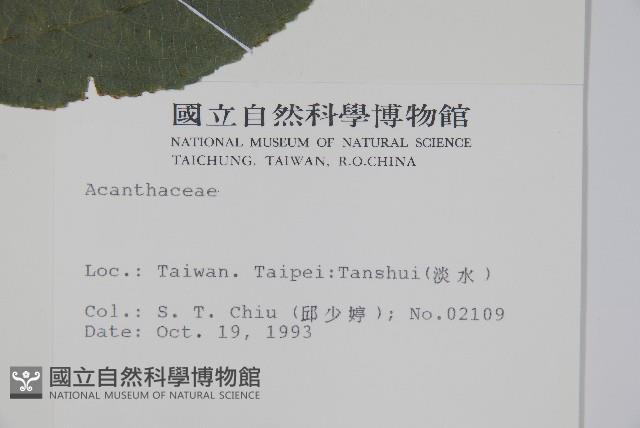 國立自然科學博物館
NATIONAL MUSEUM OF NATURAL SCIENCE
TAICHUNG, TAIWAN, R.O.CHINA
Acanthaceae
Loc.: Taiwan. Taipei:Tanshui(淡水)
Col.: S. T. Chiu (邱少婷); No.02109
Date: Oct. 19, 1993
國立自然科學博物館
NATIONAL MUSEUM OF NATURAL SCIENCE